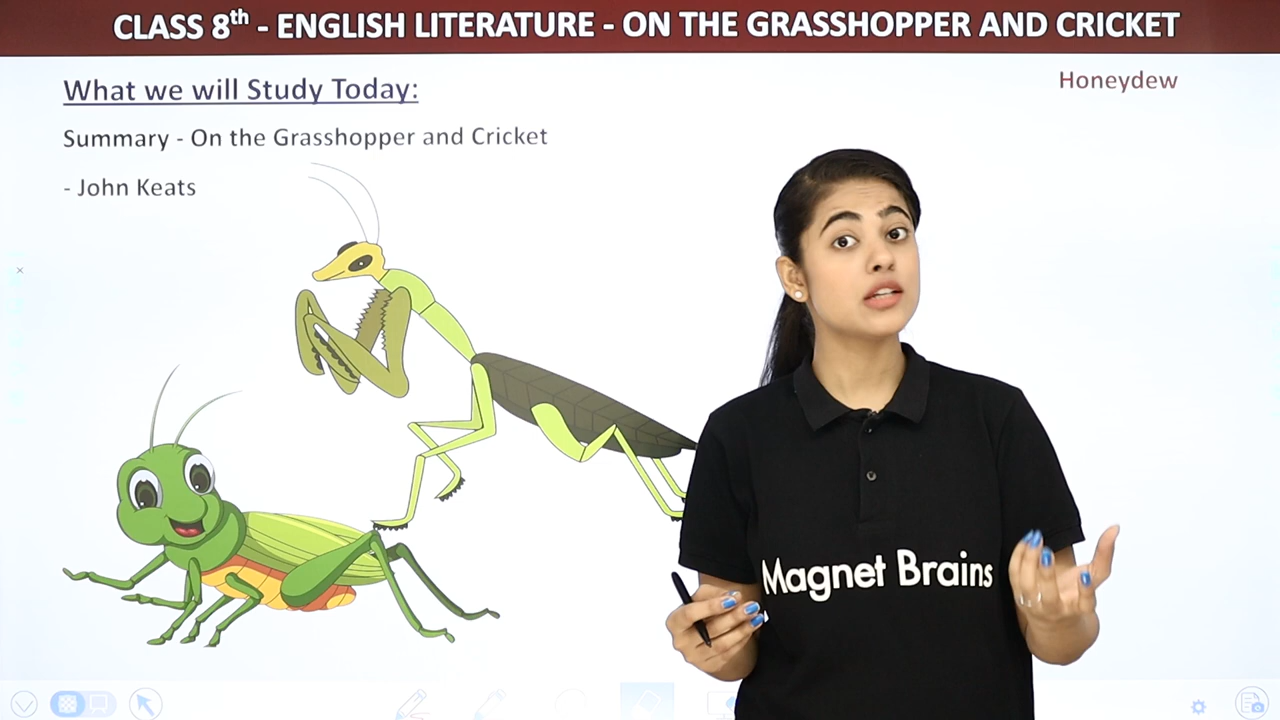 CLASS 8th - ENGLISH LITERATURE - ON THE GRASSHOPPER AND CRICKET
What we will Study Today:
Honeydew
Summary - On the Grasshopper and Cricket
- John Keats
Magnet Brains